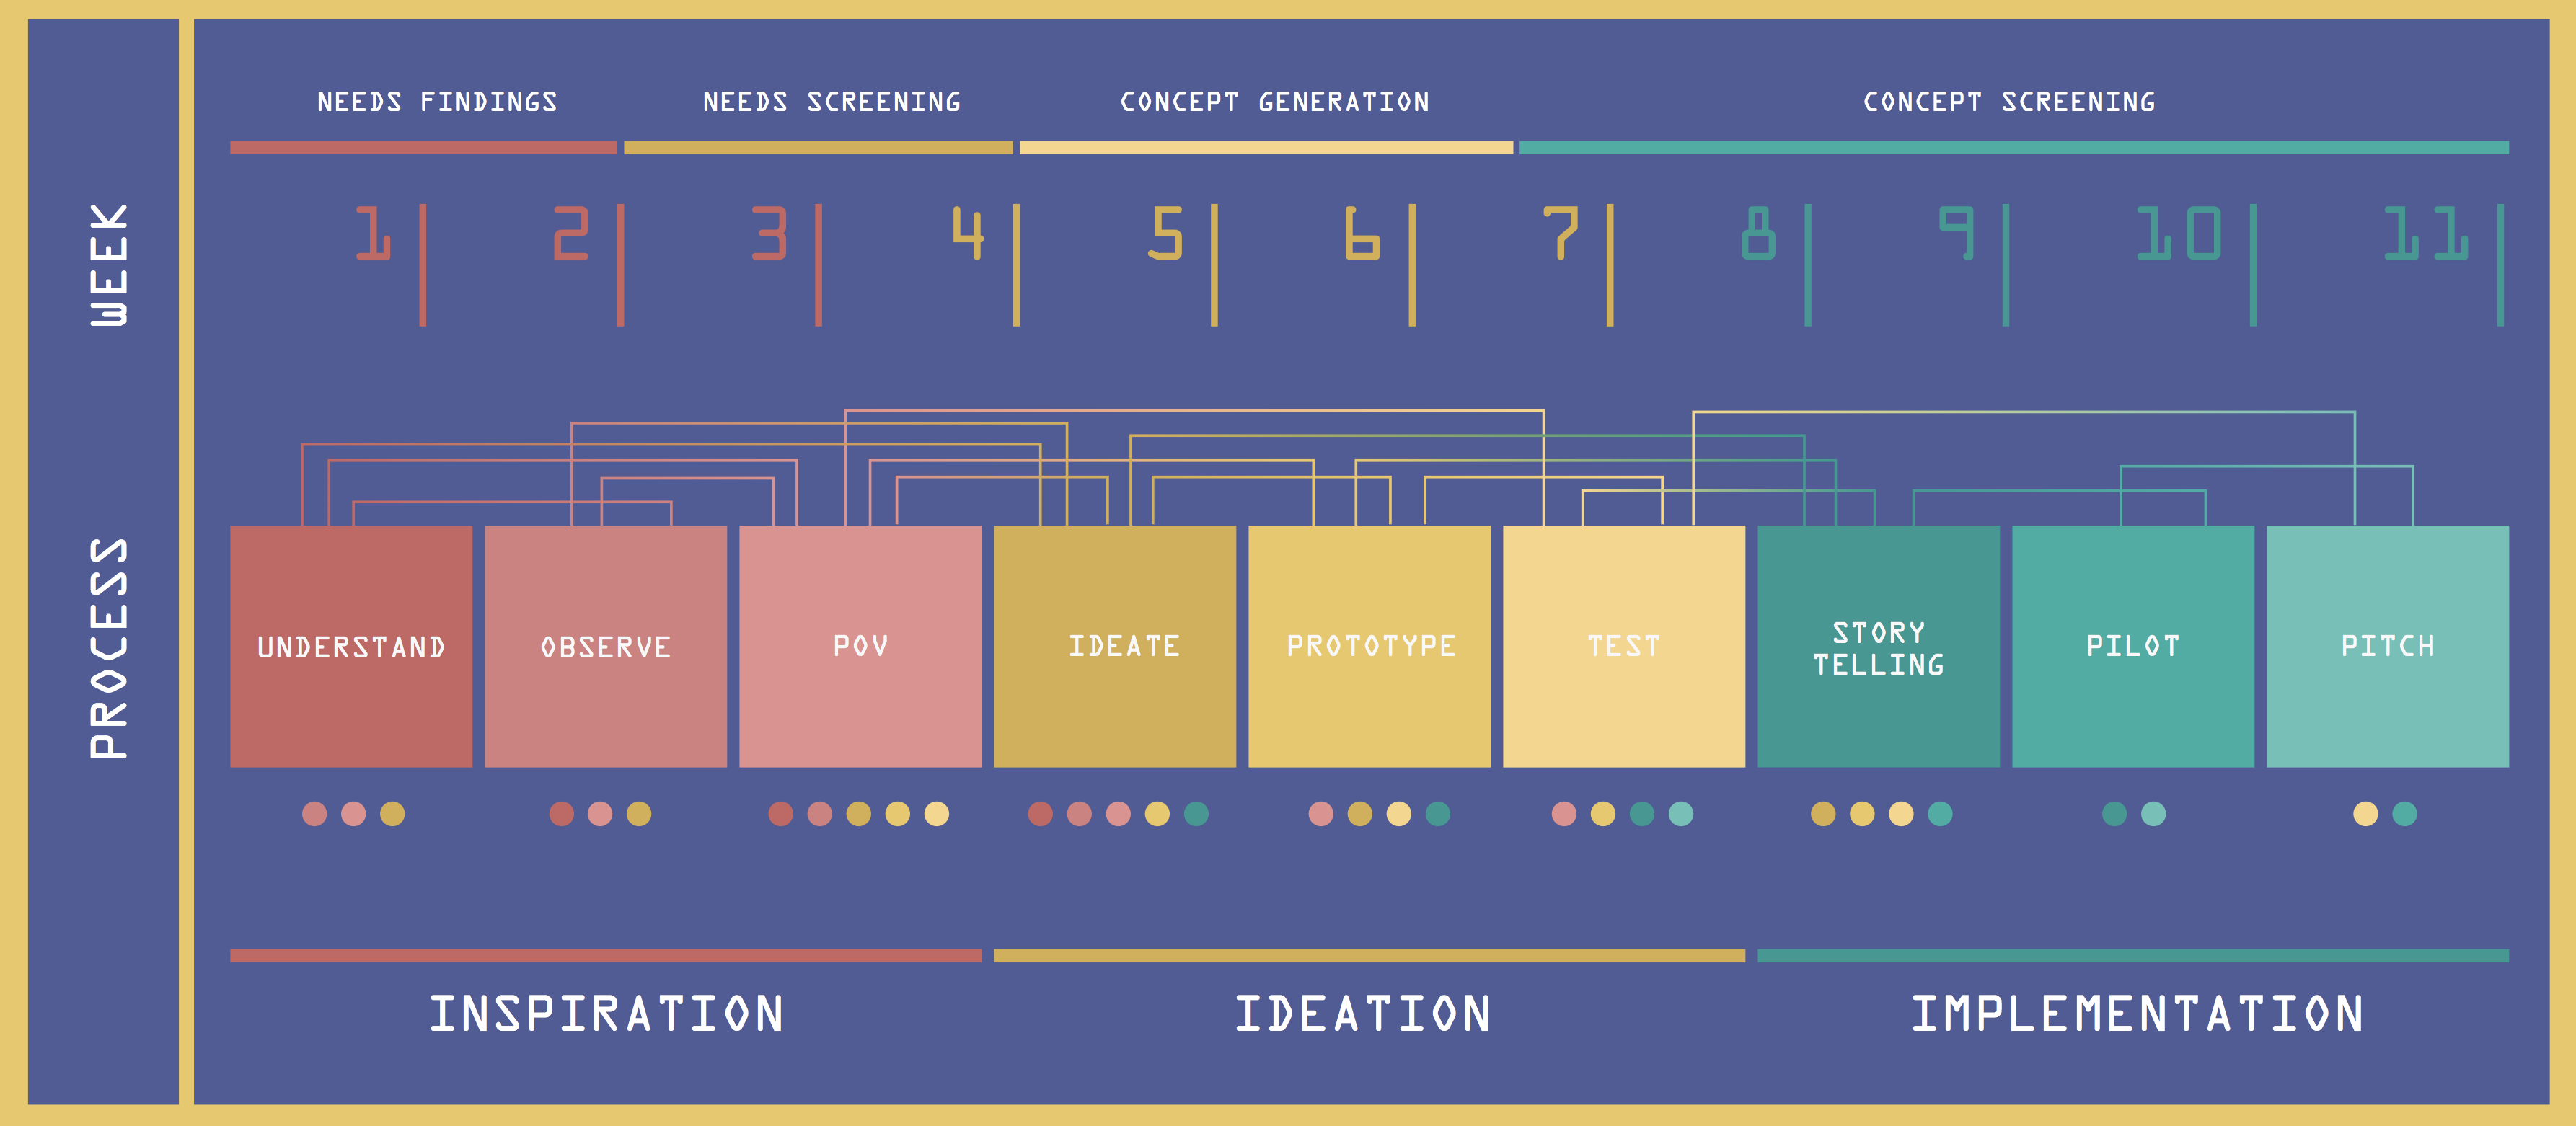 NEEDS FINDINGS
NEEDS SCREENING
CONCEPT GENERATION
CONCEPT SCREENING
WEEK
1
2
3
4
5
6
7
8
9
10
11
PROCESS
UNDERSTAND
OBSERVE
POV
IDEATE
PROTOTYPE
TEST
STORY
TELLING
PILOT
PITCH
INSPIRATION
IDEATION
IMPLEMENTATION